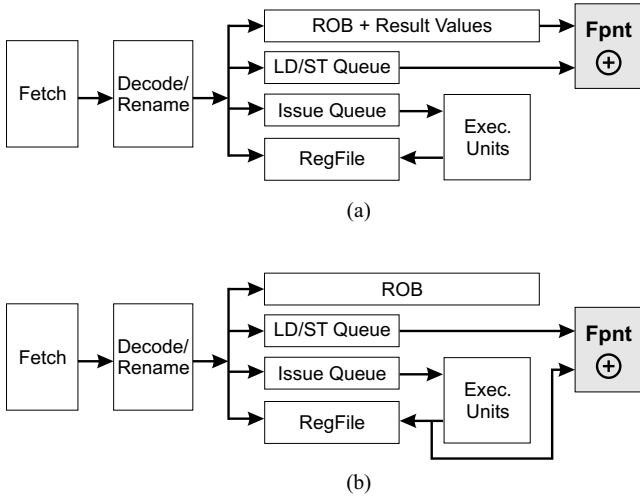 ROB + Result Values
Fpnt
Decode/
Rename
LD/ST Queue
+
Fetch
Issue Queue
Exec.
Units
RegFile
(a)
ROB
Fpnt
Decode/
Rename
LD/ST Queue
+
Fetch
Issue Queue
Exec.
Units
RegFile
(b)